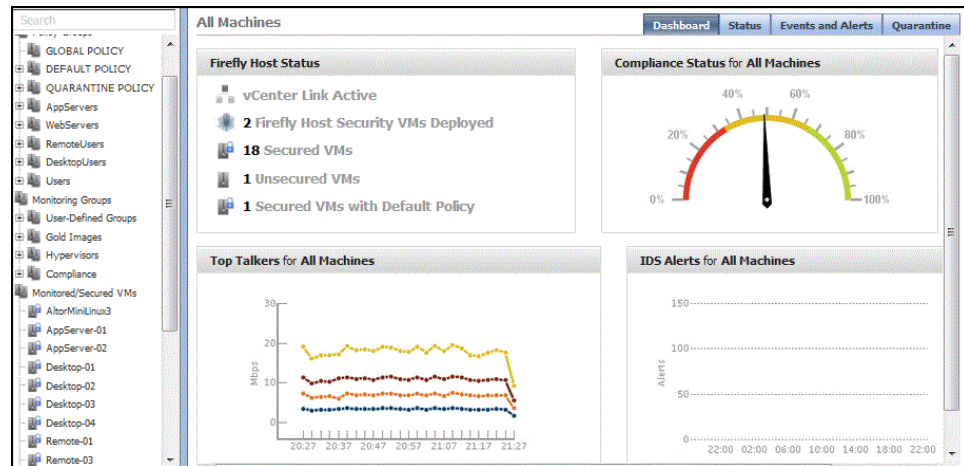 Search
Policy Groups
GLOBAL POLICY
DEFAULT POLICY
QUARANTINE POLICY
AppServers
WebServers
RemoteUsers
DesktopUsers
Users
Monitoring Groups
User-Defined Groups
Gold Images
Hypervisors
Compliance
Monitored/Secured VMs
AltorMiniLinux3
AppServer-01
AppServer-02
Desktop-01
Desktop-02
Desktop-03
Desktop-04
Remote-01
Remote-03
All Machines
Dashboard Status Events and Alerts Quarantine
Firefly Host Status
vCenter Link Active
2 Firefly Host Security VMs Deployed
18 Secured VMs
1 Unsecured VMs
1 Secured VMs with Default Policy
Compliance Status for All Machines
40% 60%
20% 80%
0% 100%
Top Talkers for All Machines
30
20
10
0
Mbps
20:27 20:37 20:47 20:57 21:07 21:17 21:27
IDS Alerts for All Machines
150
100
50
0
Alerts
22:00 02:00 06:00 10:00 14:00 18:00 22:00